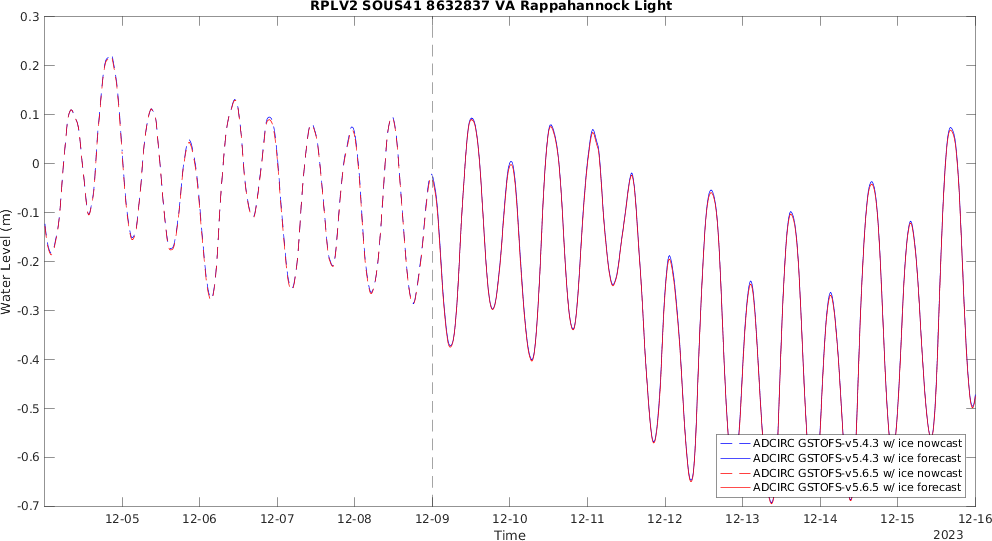 RPLV2 SOUS41 8632837 VA Rappahannock Light
0.3
0.2
0.1
0
-0.1
-0.2
-0.3
-0.4
-0.5
-0.6
-0.7
Water Level (m)
ADCIRC GSTOFS-v5.4.3 w/ ice nowcast
ADCIRC GSTOFS-v5.4.3 w/ ice forecast
ADCIRC GSTOFS-v5.6.5 w/ ice nowcast
ADCIRC GSTOFS-v5.6.5 w/ ice forecast
12-05 12-06 12-07 12-08 12-09 12-10 12-11 12-12 12-13 12-14 12-15 12-16
Time
2023